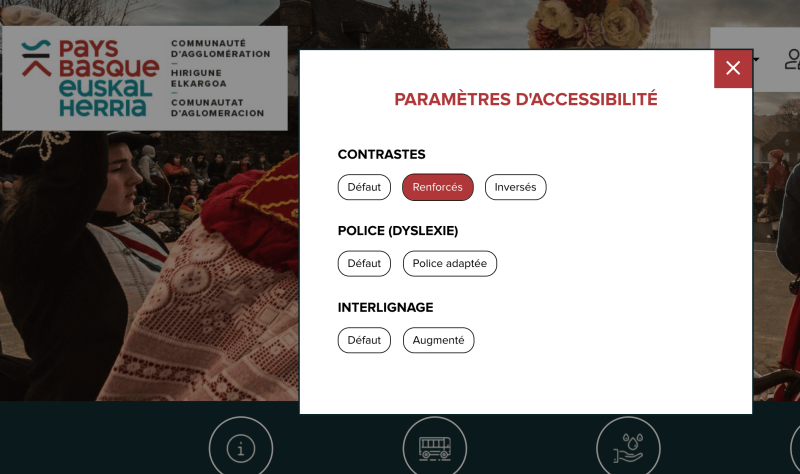 PAYS
BASQUE
EUSKAL
HERRIA
COMMUNAUTÉ
D'AGGLOMÉRATION
HIRIGUNE
ELKARGOA
COMUNAUTAT
D'AGLOMERACION
PARAMÈTRES D'ACCESSIBILITÉ
CONTRASTES
Défaut Renforcés Inversés
POLICE (DYSLEXIE)
Défaut Police adaptée
INTERLIGNAGE
Défaut Augmenté